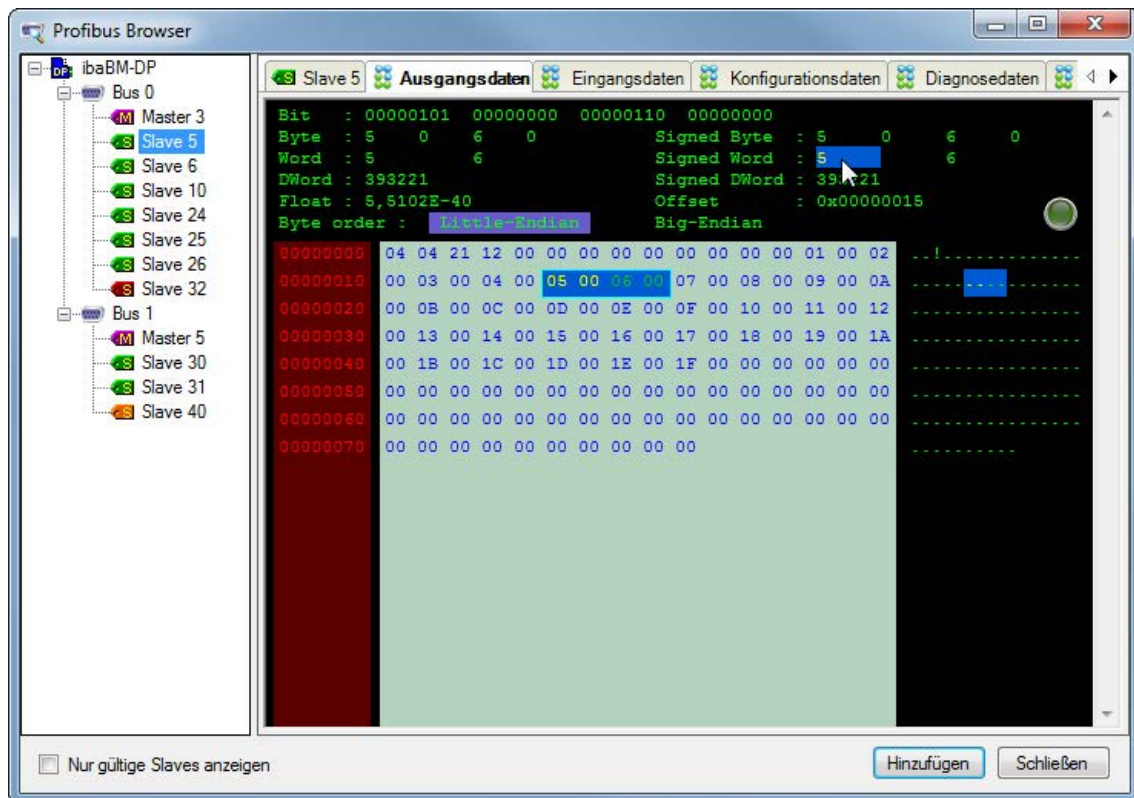 Profibus Browser
ibaBM-DP
Bus 0
Master 3
Slave 5
Slave 6
Slave 10
Slave 24
Slave 25
Slave 26
Slave 32
Bus 1
Master 5
Slave 30
Slave 31
Slave 40
Slave 5 Ausgangsdaten Eingangsdaten Konfigurationsdaten Diagnosedaten
Bit : 00000101 00000000 00000110 00000000
Byte : 5 0 6 0 Signed Byte : 5 0 6 0
Word : 5 6 Signed Word : 5 6
DWord : 393221 Signed DWord : 393221
Float : 5,5102E-40 Offset : 0x00000015
Byte order : Little-Endian Big-Endian
00000000 04 04 21 12 00 00 00 00 00 00 00 00 00 01 00 02 ..!.............
00000010 00 03 00 04 00 05 00 06 00 07 00 08 00 09 00 0A ................
00000020 00 0B 00 0C 00 0D 00 0E 00 0F 00 10 00 11 00 12 ................
00000030 00 13 00 14 00 15 00 16 00 17 00 18 00 19 00 1A ................
00000040 00 1B 00 1C 00 1D 00 1E 00 1F 00 00 00 00 00 00 ................
00000050 00 00 00 00 00 00 00 00 00 00 00 00 00 00 00 00 ................
00000060 00 00 00 00 00 00 00 00 00 00 00 00 00 00 00 00 ................
00000070 00 00 00 00 00 00 00 00 00 00 ..........
Nur gültige Slaves anzeigen
Hinzufügen Schließen